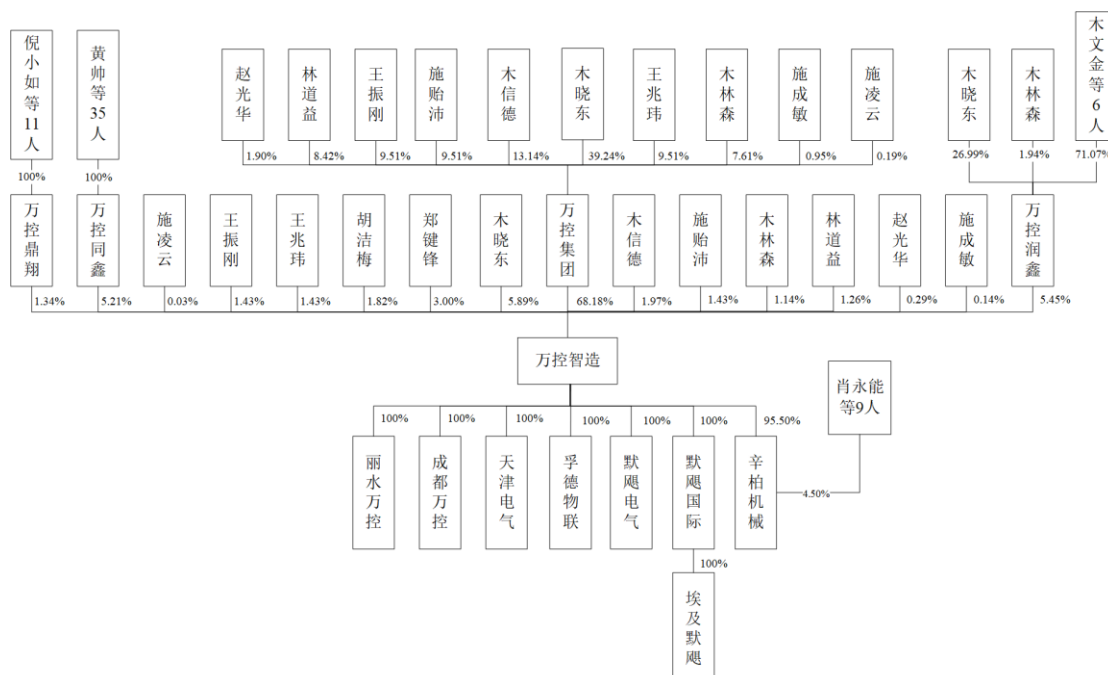 倪小如等11人
黄帅等35人
赵光华
林道益
王振刚
施贻沛
木信德
木晓东
王兆玮
木林森
施成敏
施凌云
木晓东
木林森
木文金等6人
100%
100%
1.90%
8.42%
9.51%
9.51%
13.14%
39.24%
9.51%
7.61%
0.95%
0.19%
26.99%
1.94%
71.07%
万控鼎翔
万控同鑫
施凌云
王振刚
王兆玮
胡洁梅
郑键锋
木晓东
万控集团
木信德
施贻沛
木林森
林道益
赵光华
施成敏
万控润鑫
1.34%
5.21%
0.03%
1.43%
1.43%
1.82%
3.00%
5.89%
68.18%
1.97%
1.43%
1.14%
1.26%
0.29%
0.14%
5.45%
万控智造
肖永能
等9人
100%
100%
100%
100%
100%
100%
95.50%
丽水万控
成都万控
天津电气
孚德物联
默飓电气
默飓国际
辛柏机械
4.50%
100%
埃及默飓